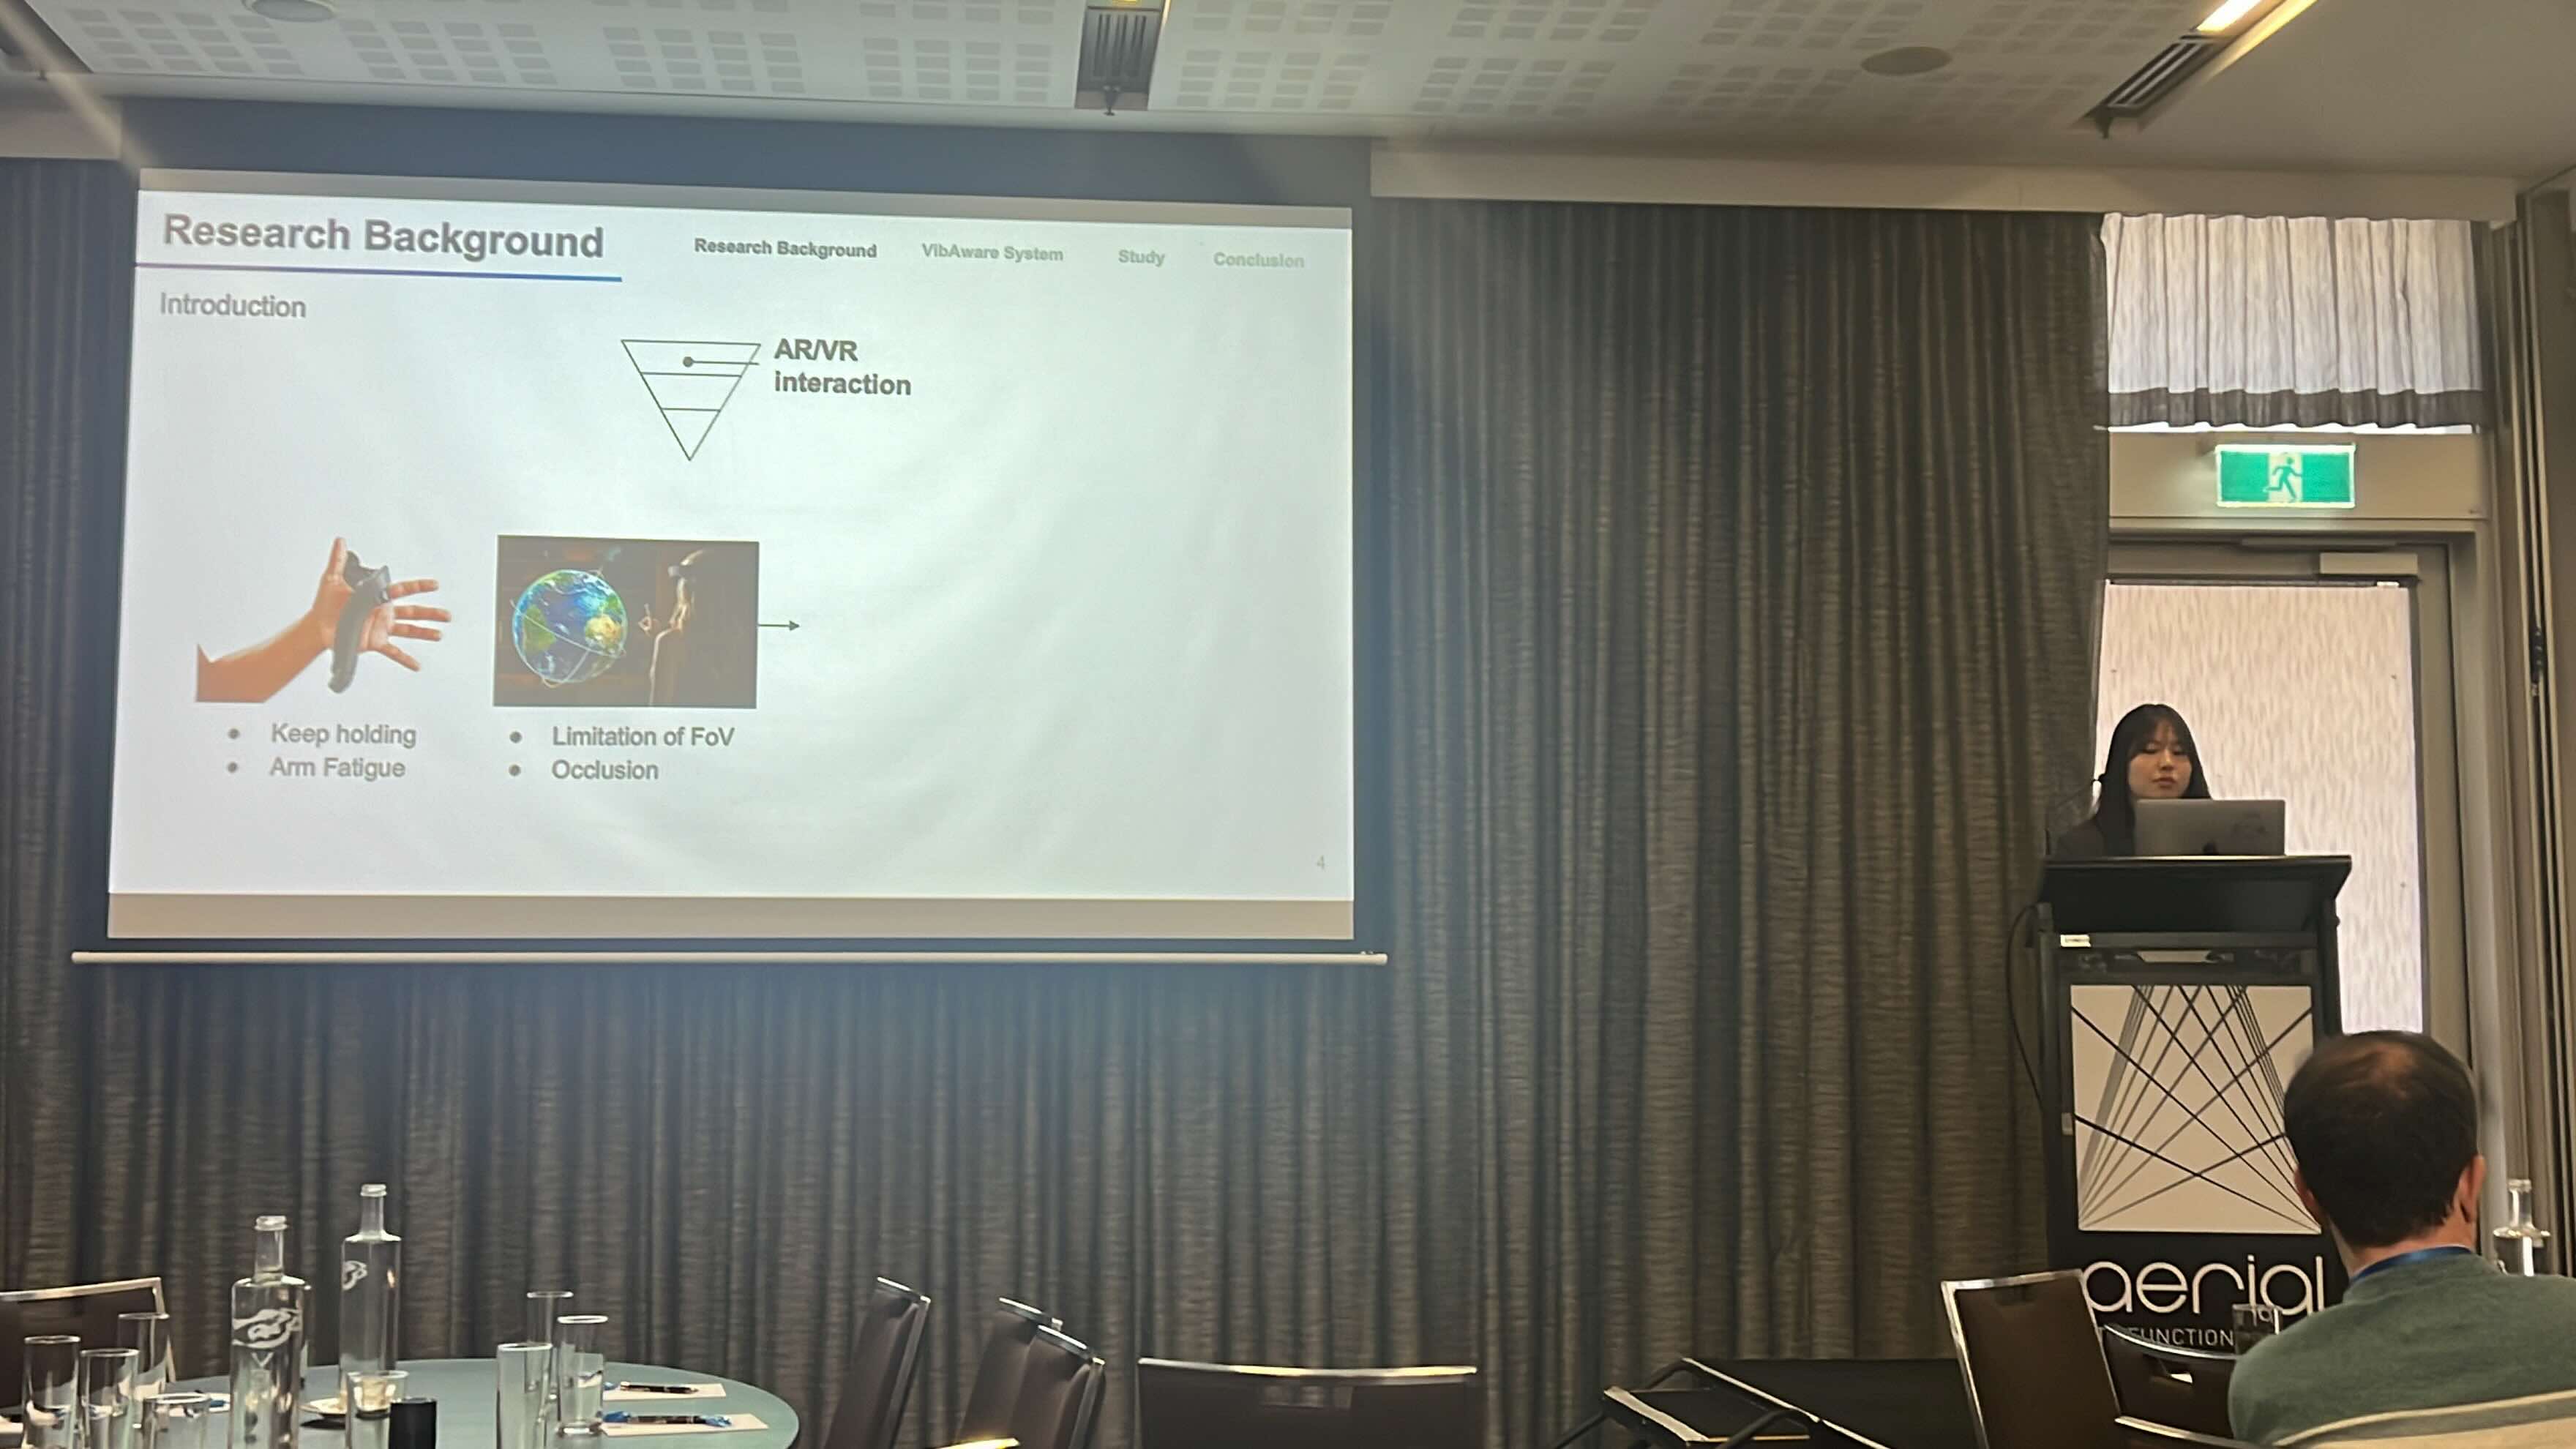 Research Background
Research Background
VibAware System
Study
Conclusion
Introduction
AR/VR
interaction
Keep holding
Arm Fatigue
Limitation of FoV
Occlusion
4
aerial
FUNCTION